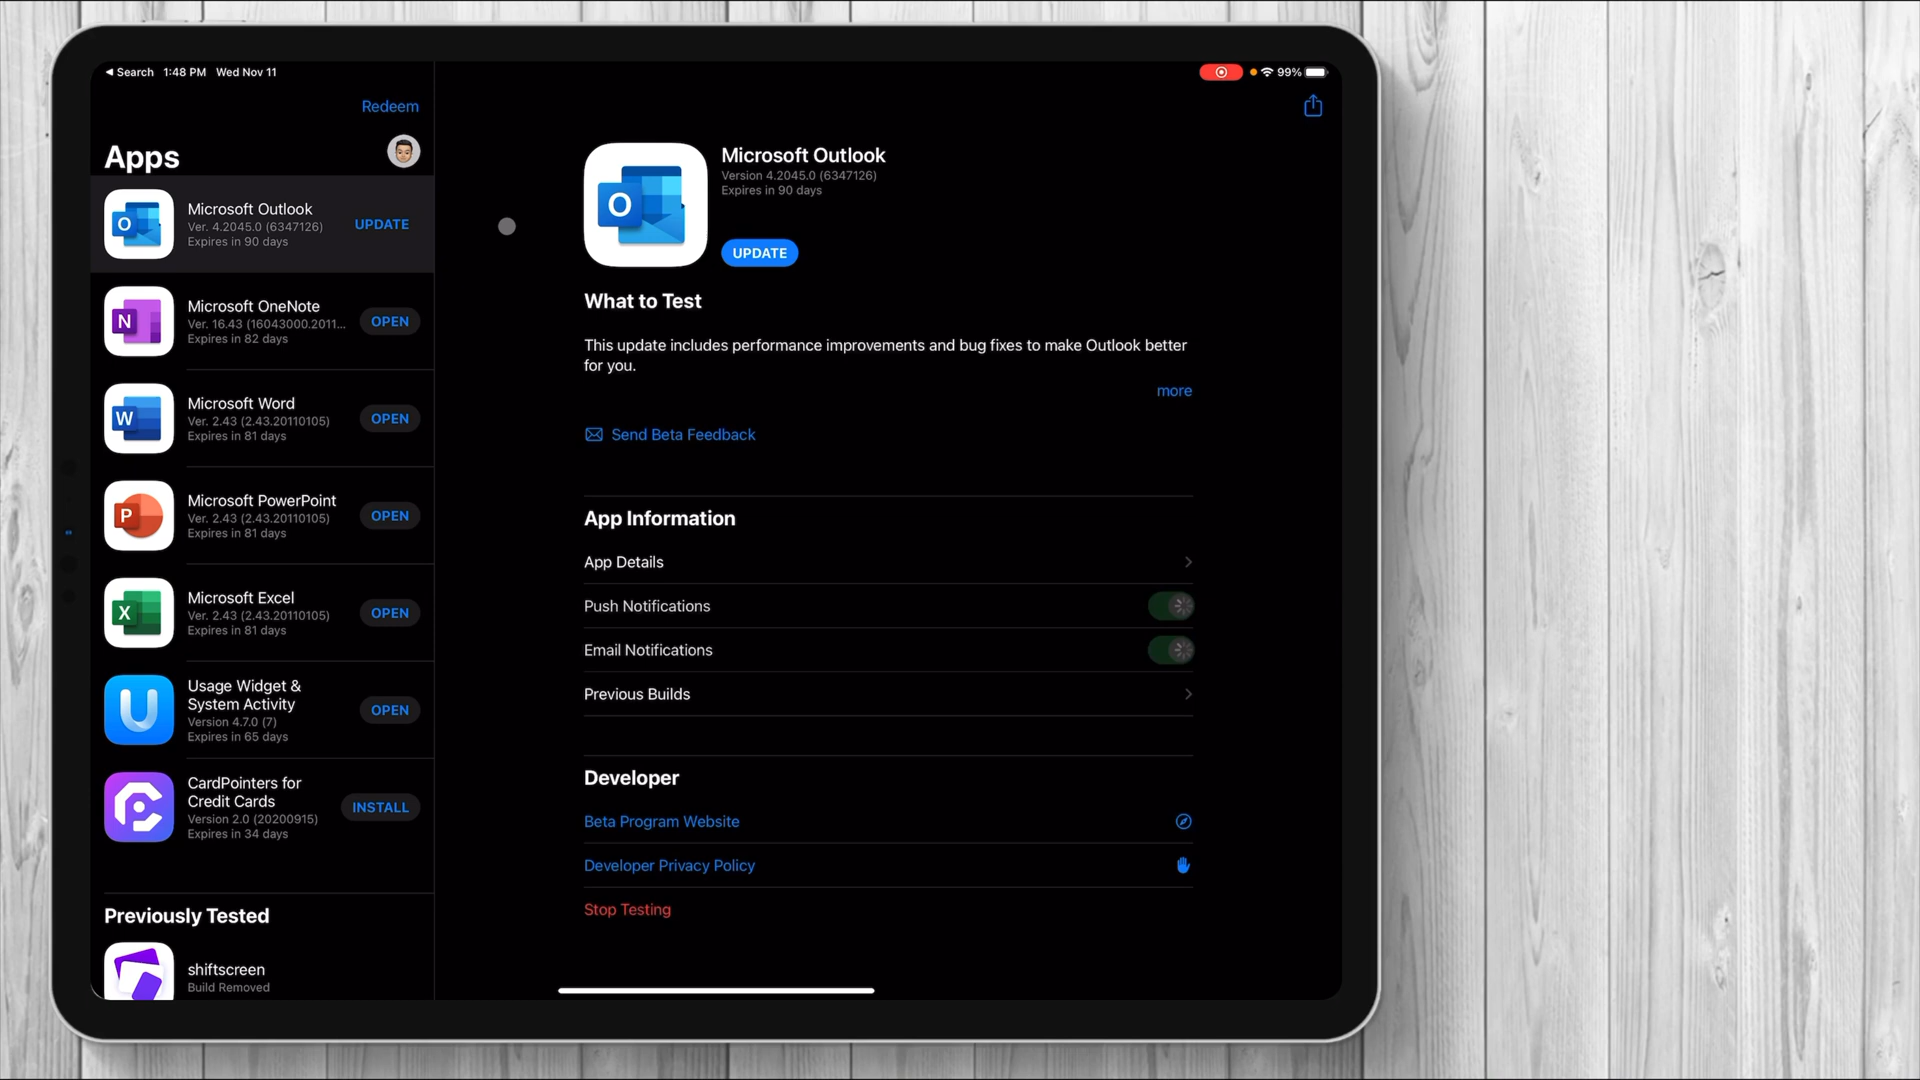 Search 1:48 PM Wed Nov 11
99%
Redeem
Apps
Microsoft Outlook
Ver. 4.2045.0 (6347126)
Expires in 90 days
UPDATE
Microsoft OneNote
Ver. 16.43 (16043000.2011...
Expires in 82 days
OPEN
Microsoft Word
Ver. 2.43 (2.43.20110105)
Expires in 81 days
OPEN
Microsoft PowerPoint
Ver. 2.43 (2.43.20110105)
Expires in 81 days
OPEN
Microsoft Excel
Ver. 2.43 (2.43.20110105)
Expires in 81 days
OPEN
Usage Widget &
System Activity
Version 4.7.0 (7)
Expires in 65 days
OPEN
CardPointers for
Credit Cards
Version 2.0 (20200915)
Expires in 34 days
INSTALL
Previously Tested
shiftscreen
Build Removed
Microsoft Outlook
Version 4.2045.0 (6347126)
Expires in 90 days
UPDATE
What to Test
This update includes performance improvements and bug fixes to make Outlook better
for you.
more
Send Beta Feedback
App Information
App Details
Push Notifications
Email Notifications
Previous Builds
Developer
Beta Program Website
Developer Privacy Policy
Stop Testing
O
N
W
P
X
U
O